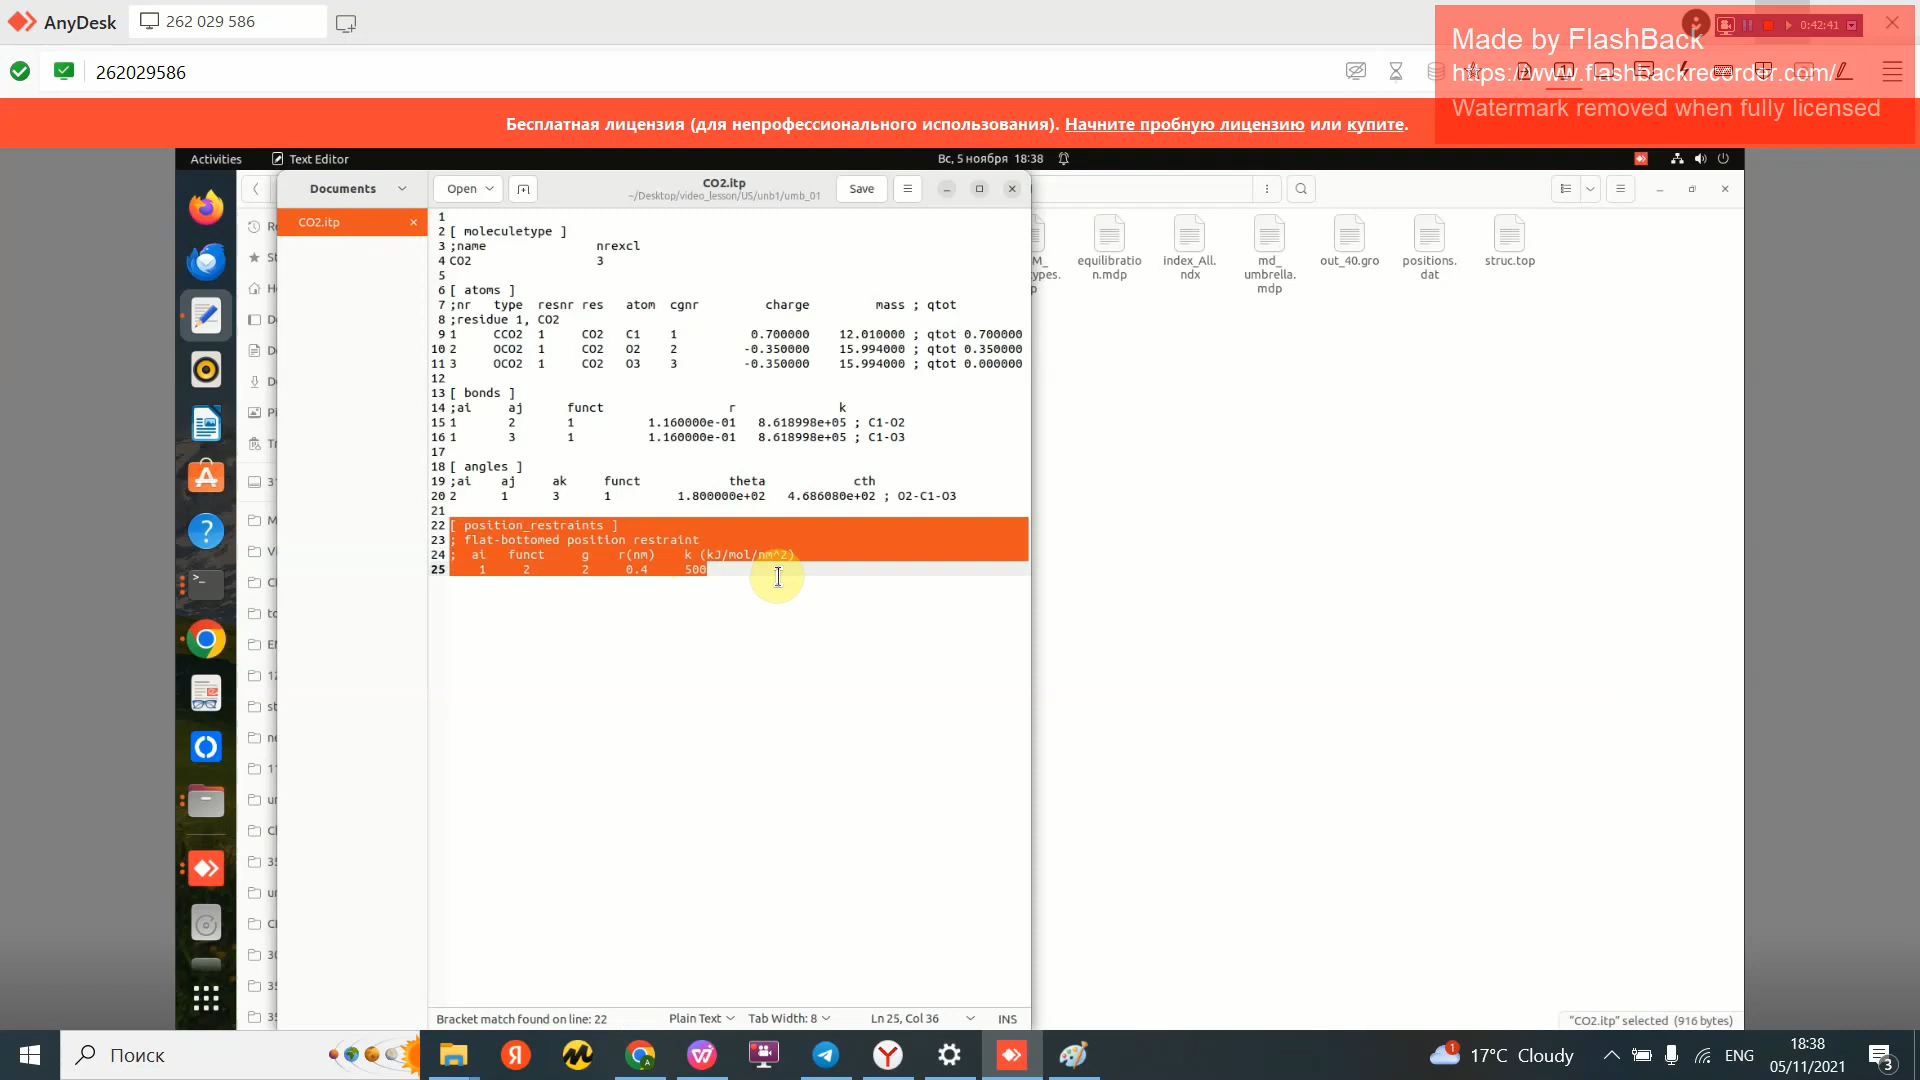 AnyDesk
262 029 586
0:42:41
Made by FlashBack
262029586
https://www.flashbackrecorder.com/
Watermark removed when fully licensed
Бесплатная лицензия (для непрофессионального использования). Начните пробную лицензию или купите.
Activities
Text Editor
Вс, 5 ноября 18:38
Documents
Open
CO2.itp
~/Desktop/video_lesson/US/unb1/umb_01
Save
CO2.itp
1
2 [ moleculetype ]
3 ;name nrexcl
4 CO2 3
5
6 [ atoms ]
7 ;nr type resnr res atom cgnr charge mass ; qtot
8 ;residue 1, CO2
9 1 CCO2 1 CO2 C1 1 0.700000 12.010000 ; qtot 0.700000
10 2 OCO2 1 CO2 O2 2 -0.350000 15.994000 ; qtot 0.350000
11 3 OCO2 1 CO2 O3 3 -0.350000 15.994000 ; qtot 0.000000
12
13 [ bonds ]
14 ;ai aj funct r k
15 1 2 1 1.160000e-01 8.618998e+05 ; C1-O2
16 1 3 1 1.160000e-01 8.618998e+05 ; C1-O3
17
18 [ angles ]
19 ;ai aj ak funct theta cth
20 2 1 3 1 1.800000e+02 4.686080e+02 ; O2-C1-O3
21
22 [ position_restraints ]
23 ; flat-bottomed position restraint
24 ; ai funct g r(nm) k (kJ/mol/nm^2)
25 1 2 2 0.4 500
equilibratio
n.mdp
index_All.
ndx
md_
umbrella.
mdp
out_40.gro
positions.
dat
struc.top
Bracket match found on line: 22
Plain Text
Tab Width: 8
Ln 25, Col 36
INS
"CO2.itp" selected (916 bytes)
Поиск
17°C Cloudy
ENG
18:38
05/11/2021
3